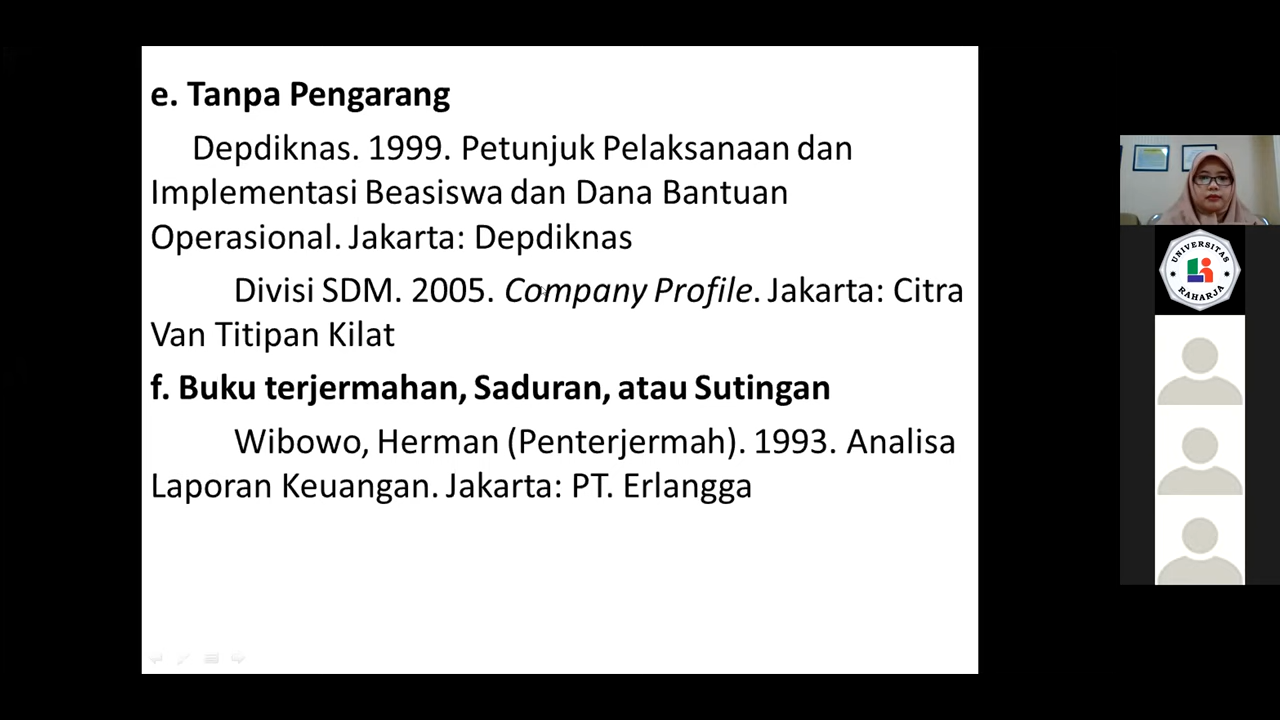 e. Tanpa Pengarang
Depdiknas. 1999. Petunjuk Pelaksanaan dan
Implementasi Beasiswa dan Dana Bantuan
Operasional. Jakarta: Depdiknas
Divisi SDM. 2005. Company Profile. Jakarta: Citra
Van Titipan Kilat
f. Buku terjermahan, Saduran, atau Sutingan
Wibowo, Herman (Penterjermah). 1993. Analisa
Laporan Keuangan. Jakarta: PT. Erlangga
UNIVERSITAS
RAHARJA